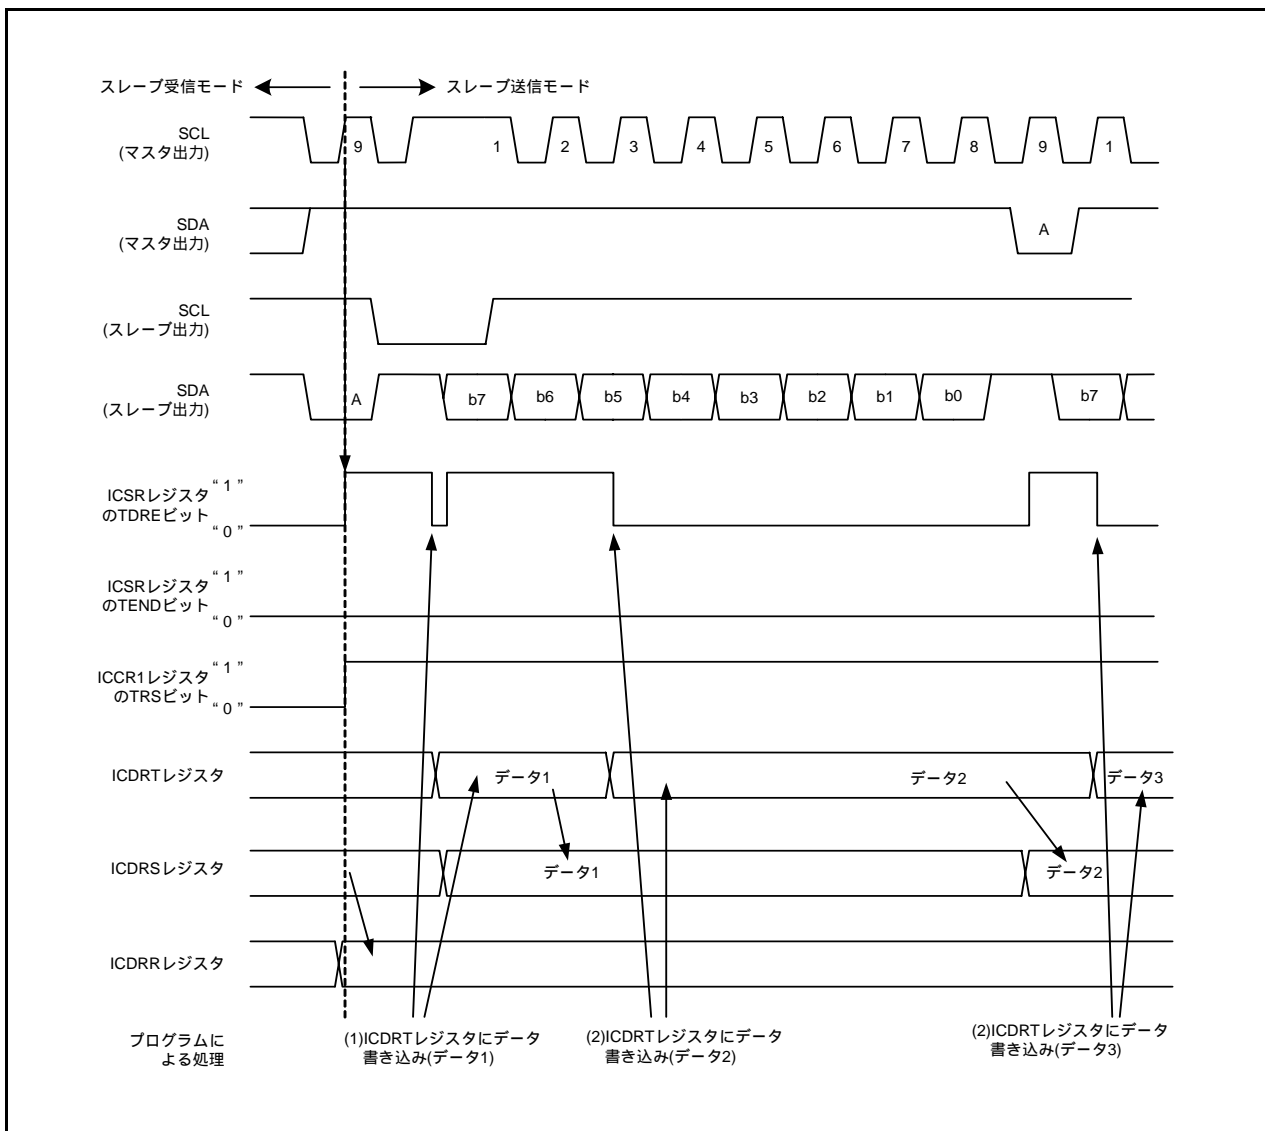 スレーブ受信モード スレーブ送信モード
SCL
(マスタ出力)
9 1 2 3 4 5 6 7 8 9 1
SDA
(マスタ出力)
A
SCL
(スレーブ出力)
SDA
(スレーブ出力)
A b7 b6 b5 b4 b3 b2 b1 b0 b7
ICSRレジスタ
のTDREビット
“ 1 ”
“ 0 ”
ICSRレジスタ
のTENDビット
“ 1 ”
“ 0 ”
ICCR1レジスタ
のTRSビット
“ 1 ”
“ 0 ”
ICDRTレジスタ
データ1 データ2 データ3
ICDRSレジスタ
データ1 データ2
ICDRRレジスタ
プログラムに
よる処理
(1)ICDRTレジスタにデータ
書き込み(データ1)
(2)ICDRTレジスタにデータ
書き込み(データ2)
(2)ICDRTレジスタにデータ
書き込み(データ3)